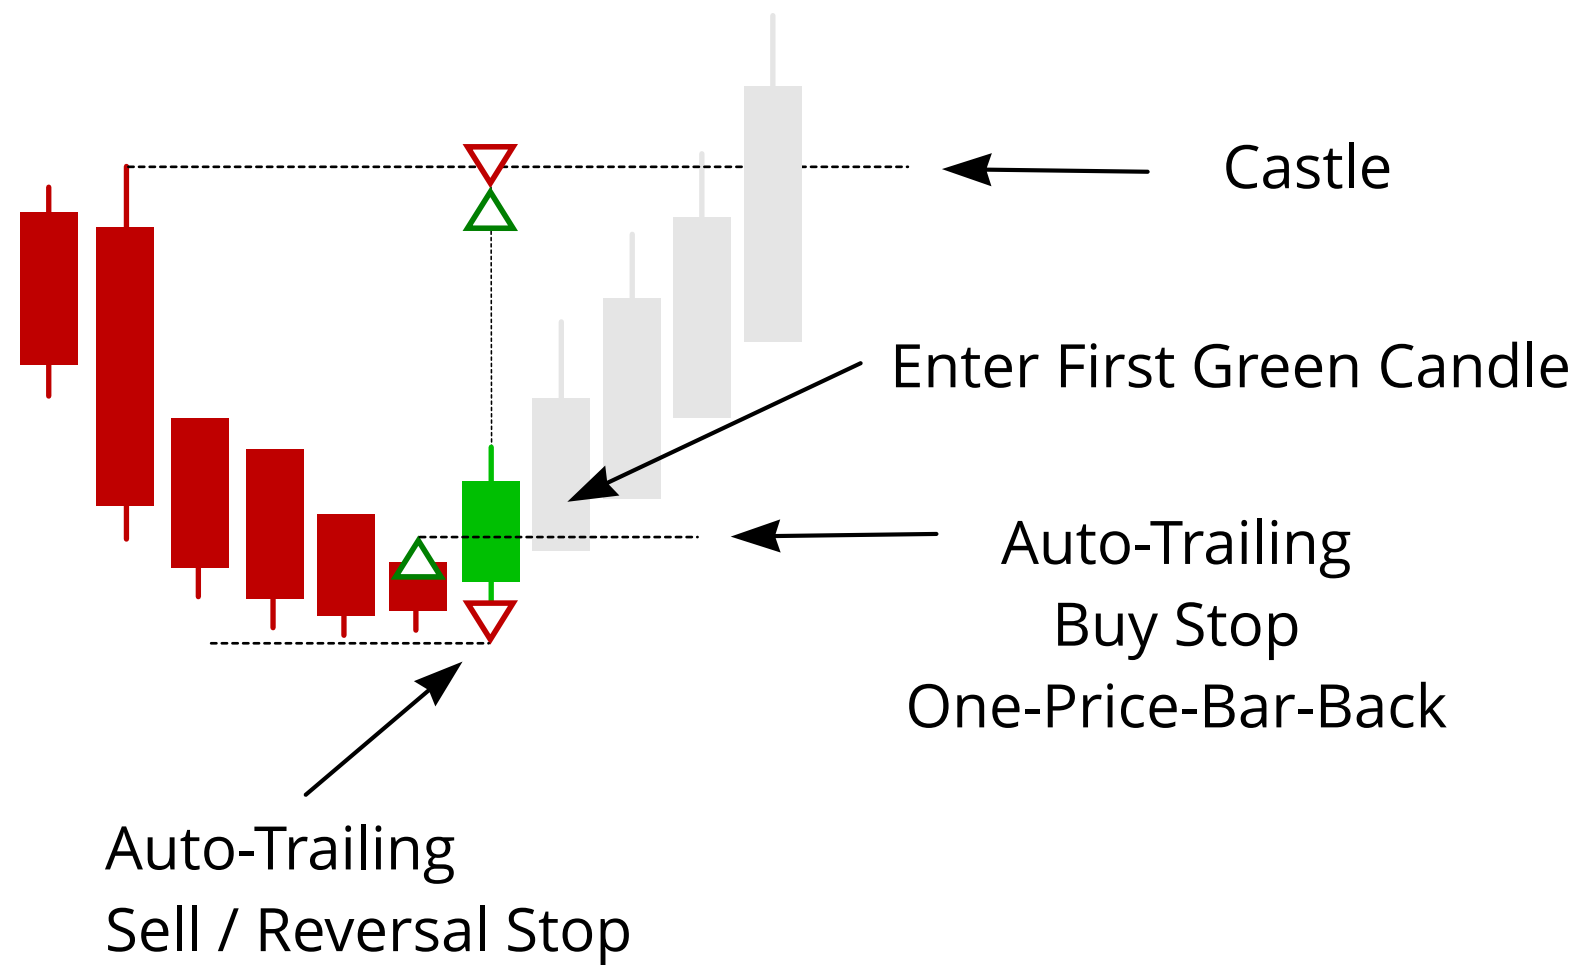 Castle
Enter First Green Candle
Auto-Trailing
Buy Stop
One-Price-Bar-Back
Auto-Trailing
Sell / Reversal Stop